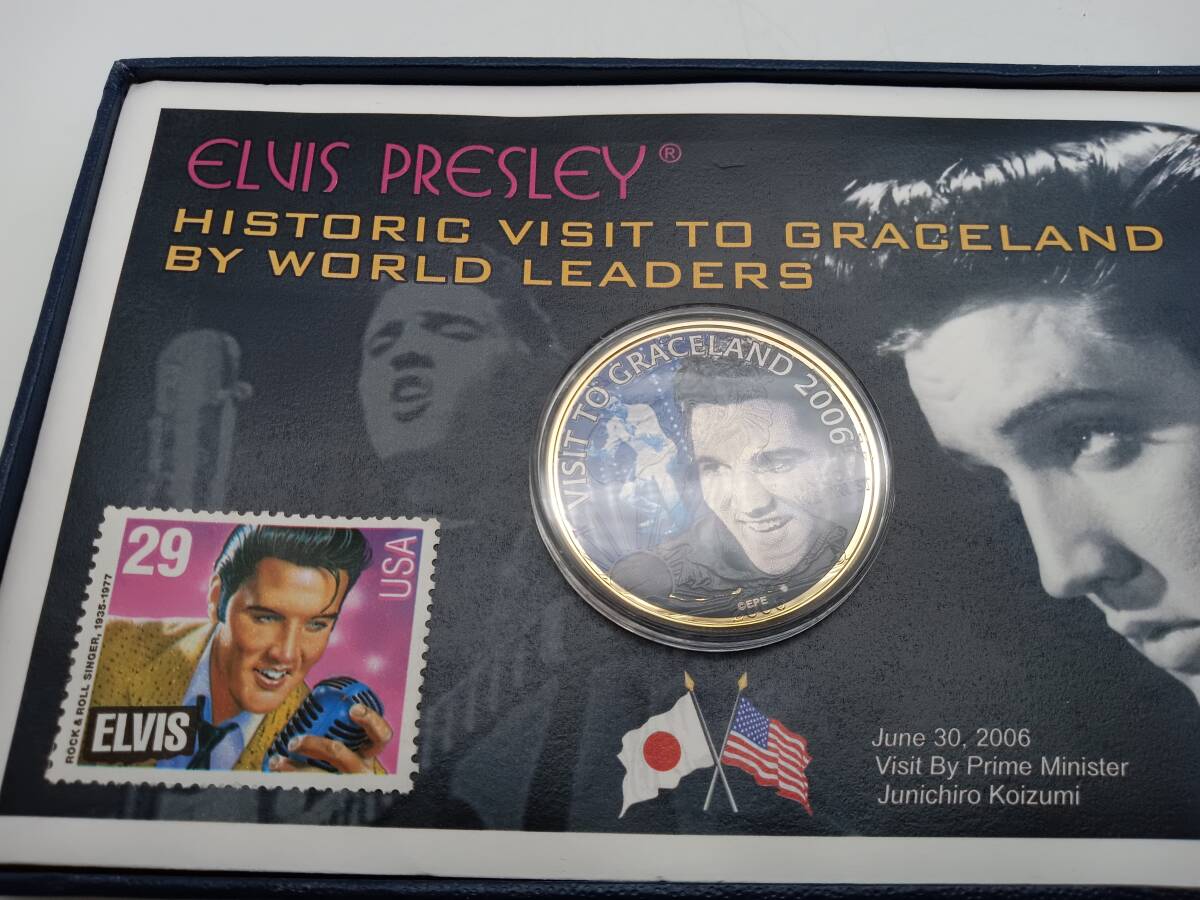 ELVIS PRESLEY®
HISTORIC VISIT TO GRACELAND
BY WORLD LEADERS
VISIT TO GRACELAND 2006
©EPE
29
USA
ROCK & ROLL SINGER, 1935-1977
ELVIS
June 30, 2006
Visit By Prime Minister
Junichiro Koizumi